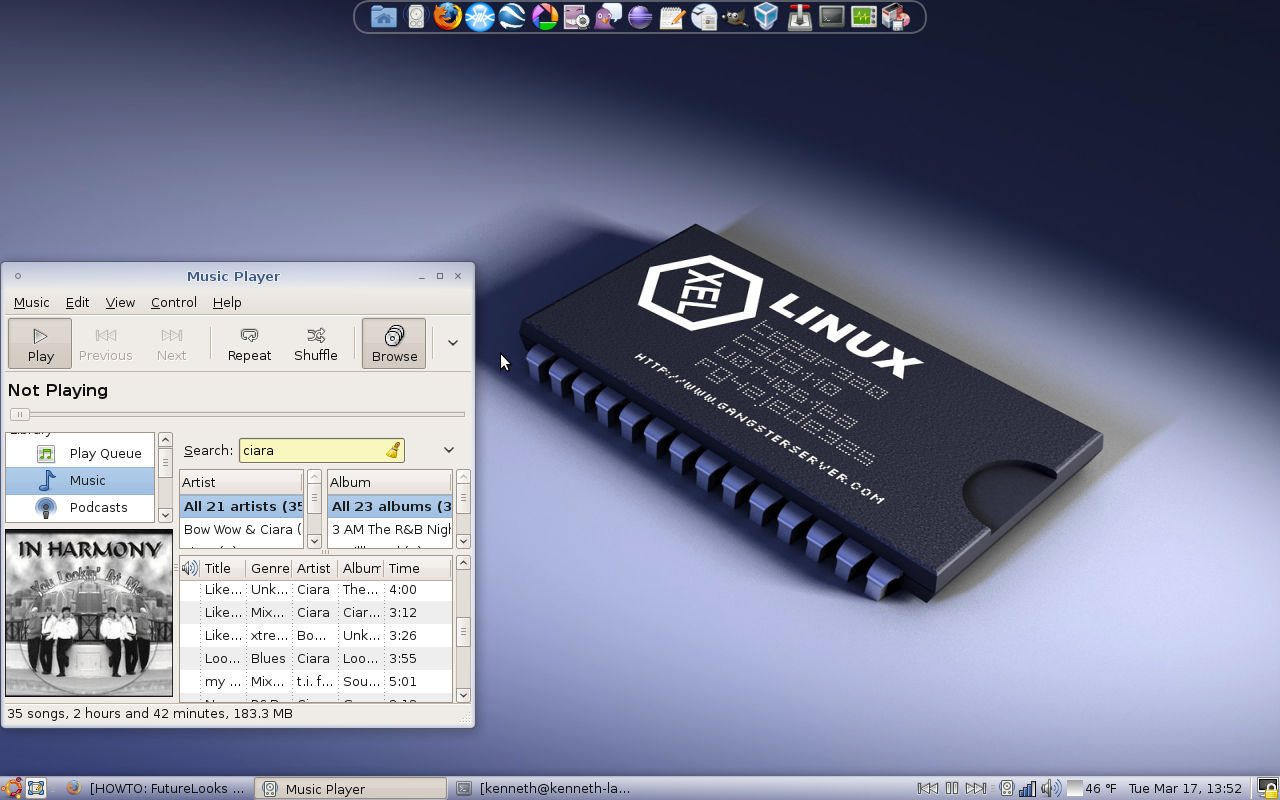 XEL
LINUX
HTTP://WWW.GANGSTERSERVER.COM
Music Player
Music Edit View Control Help
Play Previous Next Repeat Shuffle Browse
Not Playing
Library
Play Queue
Music
Podcasts
Search: ciara
Artist
All 21 artists (35
Bow Wow & Ciara (
Album
All 23 albums (3
3 AM The R&B Nigh
IN HARMONY
You Lookin' At Me
Title Genre Artist Album Time
Like... Unk... Ciara The... 4:00
Like... Mix... Ciara Ciar... 3:12
Like... xtre... Bo... Unk... 3:26
Loo... Blues Ciara Loo... 3:55
my ... Mix... t.i. f... Sou... 5:01
35 songs, 2 hours and 42 minutes, 183.3 MB
[HOWTO: FutureLooks ... Music Player [kenneth@kenneth-la... 46 °F Tue Mar 17, 13:52